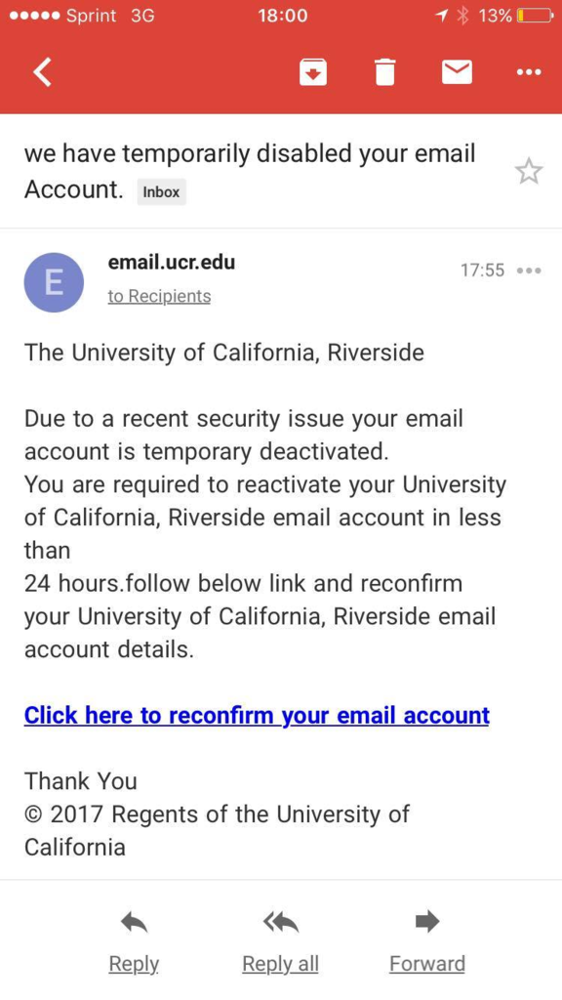 Sprint 3G 18:00 13%
we have temporarily disabled your email
Account. Inbox
E
email.ucr.edu
17:55
to Recipients
The University of California, Riverside
Due to a recent security issue your email
account is temporary deactivated.
You are required to reactivate your University
of California, Riverside email account in less
than
24 hours.follow below link and reconfirm
your University of California, Riverside email
account details.
Click here to reconfirm your email account
Thank You
© 2017 Regents of the University of
California
Reply Reply all Forward